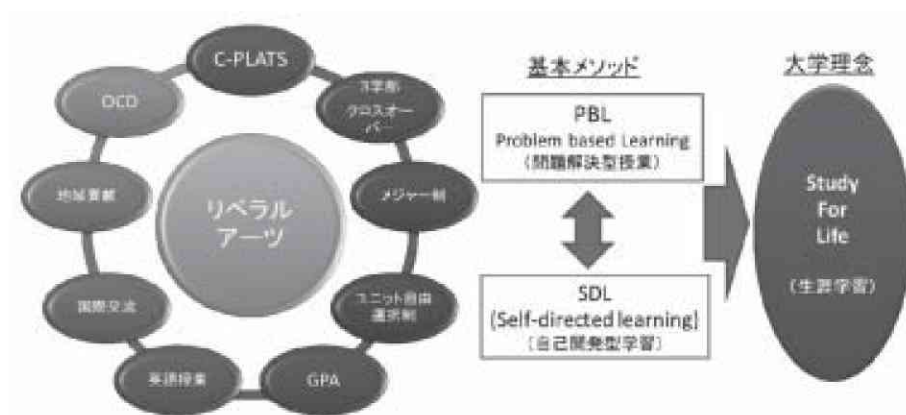 C-PLATS
3学部
クロスオー
バー
メジャー制
ユニット自由
選択制
GPA
英語授業
国際交流
地域貢献
OCD
リベラル
アーツ
基本メソッド
PBL
Problem based Learning
(問題解決型授業)
SDL
(Self-directed learning)
(自己開発型学習)
大学理念
Study
For
Life
(生涯学習)